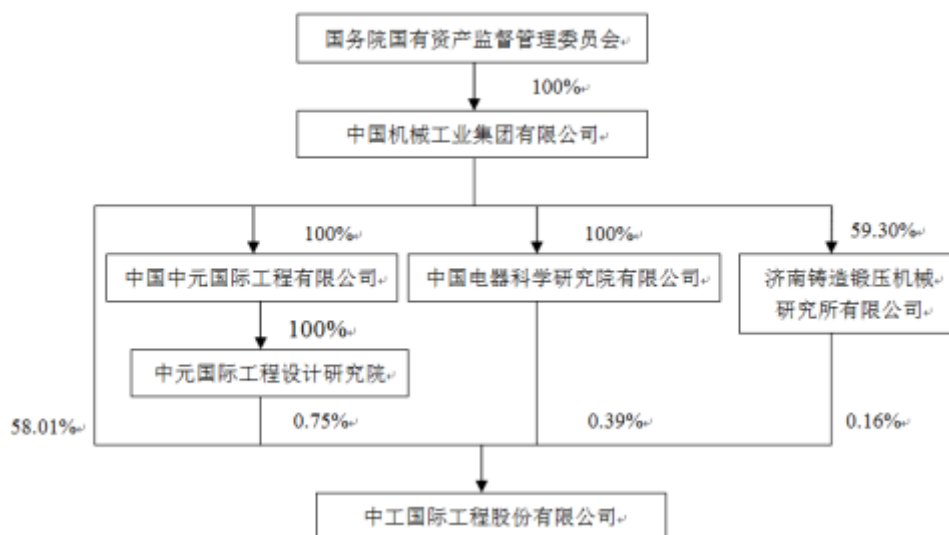 国务院国有资产监督管理委员会
100%
中国机械工业集团有限公司
100%
100%
59.30%
中国中元国际工程有限公司
中国电器科学研究院有限公司
济南铸造锻压机械
研究所有限公司
100%
中元国际工程设计研究院
58.01%
0.75%
0.39%
0.16%
中工国际工程股份有限公司